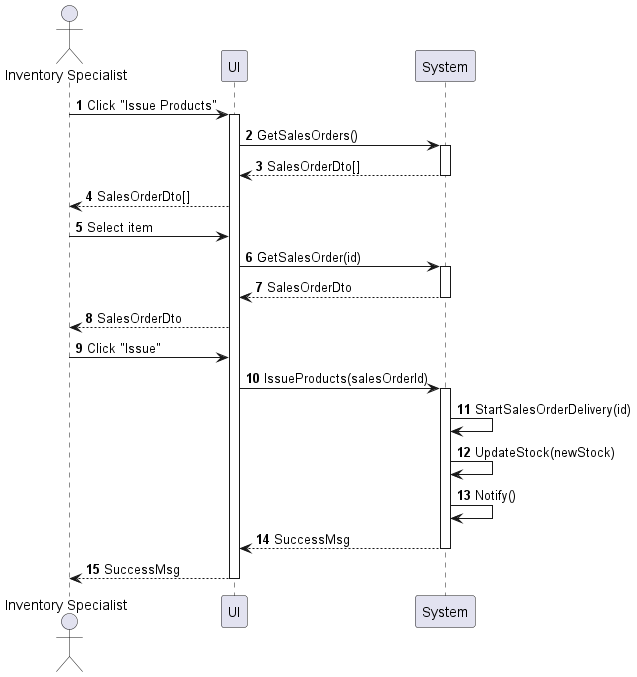 Inventory Specialist
UI
System
1 Click "Issue Products"
2 GetSalesOrders()
3 SalesOrderDto[]
4 SalesOrderDto[]
5 Select item
6 GetSalesOrder(id)
7 SalesOrderDto
8 SalesOrderDto
9 Click "Issue"
10 IssueProducts(salesOrderId)
11 StartSalesOrderDelivery(id)
12 UpdateStock(newStock)
13 Notify()
14 SuccessMsg
15 SuccessMsg
Inventory Specialist
UI
System